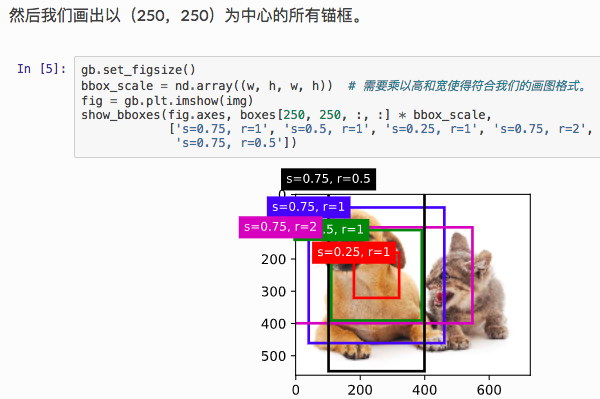 然后我们画出以（250，250）为中心的所有锚框。
In [5]:
gb.set_figsize()
bbox_scale = nd.array((w, h, w, h))  # 需要乘以高和宽使得符合我们的画图格式。
fig = gb.plt.imshow(img)
show_bboxes(fig.axes, boxes[250, 250, :, :] * bbox_scale,
['s=0.75, r=1', 's=0.5, r=1', 's=0.25, r=1', 's=0.75, r=2',
's=0.75, r=0.5'])
s=0.75, r=0.5
0
s=0.75, r=1
s=0.75, r=2
.5, r=1
s=0.25, r=1
200
300
400
500
0 200 400 600